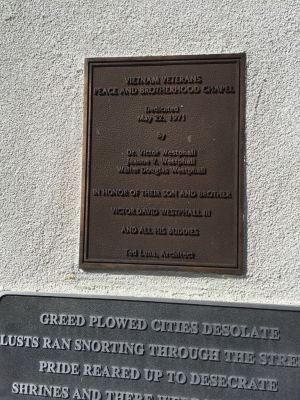 VIETNAM VETERANS
PEACE AND BROTHERHOOD CHAPEL
Dedicated
May 22, 1971
by
Dr. Victor Westphall
Jeanne V. Westphall
Walter Douglas Westphall
IN HONOR OF THEIR SON AND BROTHER
VICTOR DAVID WESTPHALL III
AND ALL HIS BUDDIES
Ted Luna, Architect
GREED PLOWED CITIES DESOLATE
LUSTS RAN SNORTING THROUGH THE STRE
PRIDE REARED UP TO DESECRATE
SHRINES AND THERE